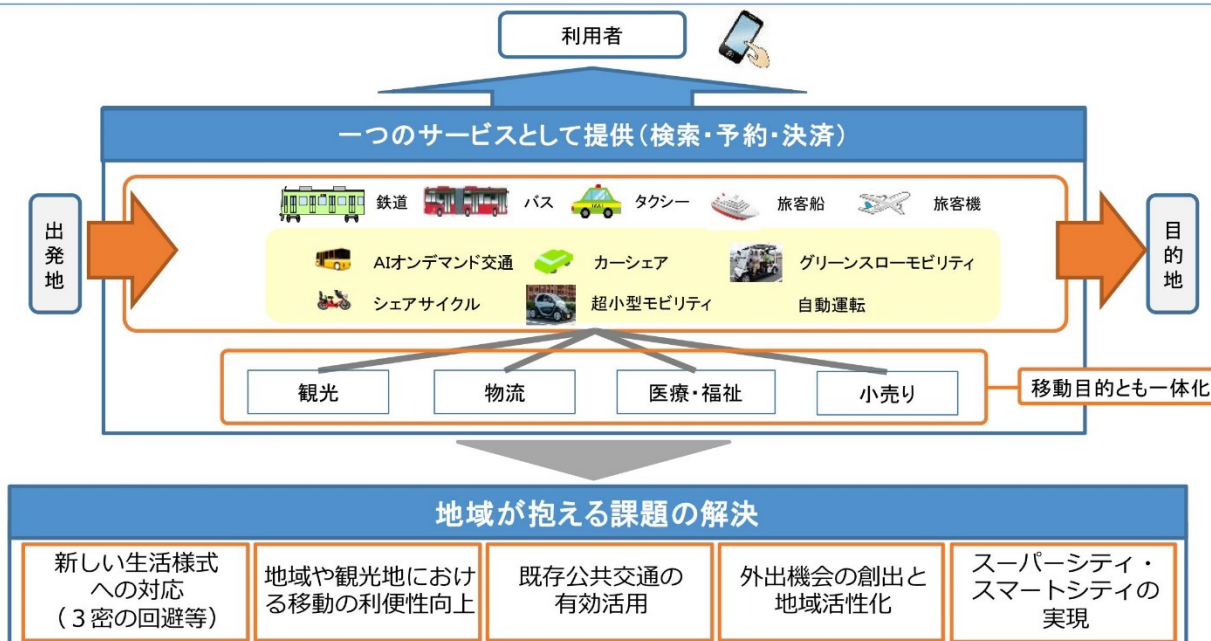 利用者
一つのサービスとして提供(検索・予約・決済)
出発地
鉄道 バス タクシー 旅客船 旅客機
AIオンデマンド交通 カーシェア グリーンスローモビリティ
シェアサイクル 超小型モビリティ 自動運転
目的地
観光 物流 医療・福祉 小売り
移動目的とも一体化
地域が抱える課題の解決
新しい生活様式
への対応
(3密の回避等)
地域や観光地におけ
る移動の利便性向上
既存公共交通の
有効活用
外出機会の創出と
地域活性化
スーパーシティ・
スマートシティの
実現